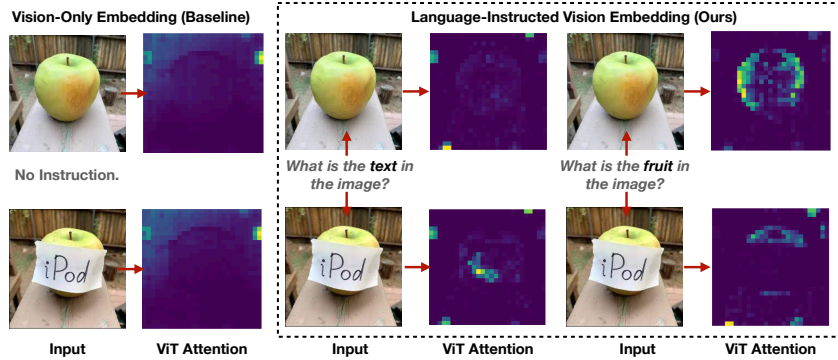 Vision-Only Embedding (Baseline)
Language-Instructed Vision Embedding (Ours)
No Instruction.
What is the text in
the image?
What is the fruit in
the image?
iPod
iPod
iPod
Input
ViT Attention
Input
ViT Attention
Input
ViT Attention